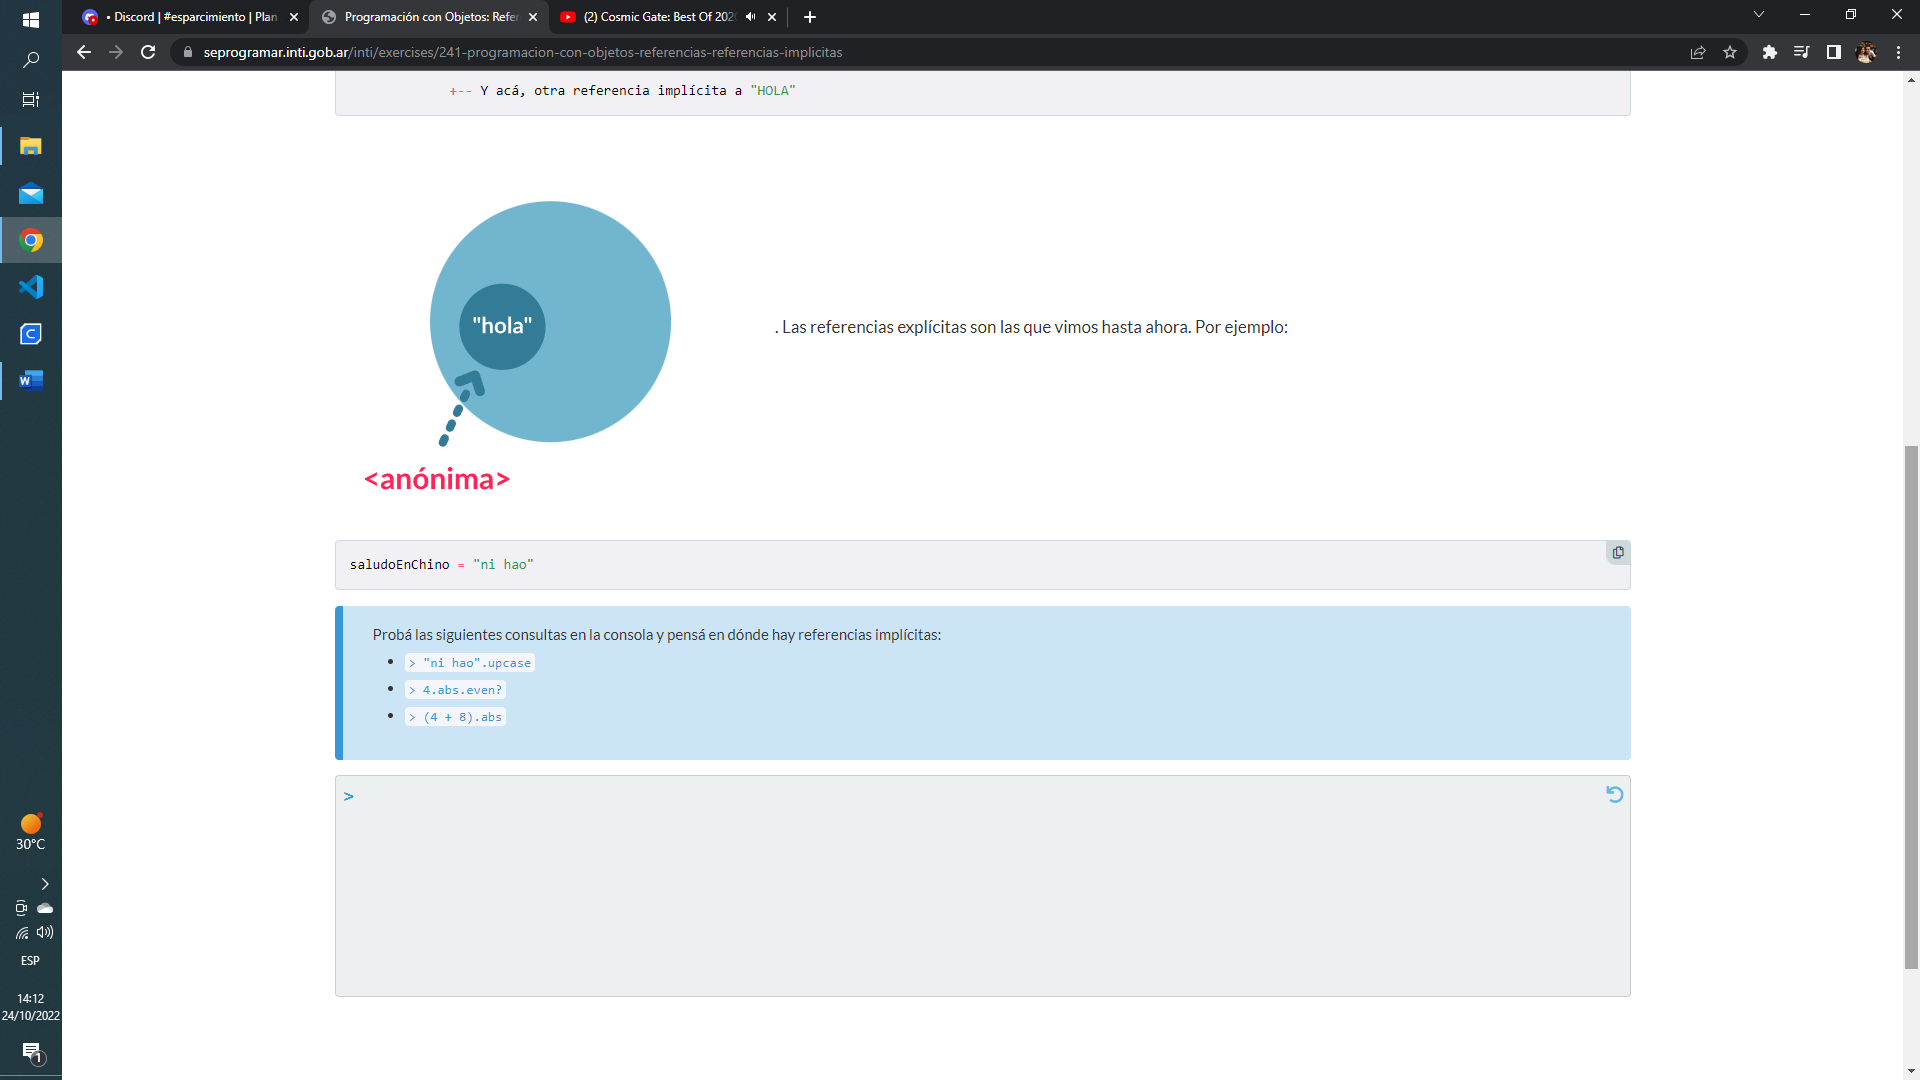 • Discord | #esparcimiento | Plan
Programación con Objetos: Refer
(2) Cosmic Gate: Best Of 2020
seprogramar.inti.gob.ar/inti/exercises/241-programacion-con-objetos-referencias-referencias-implicitas
+-- Y acá, otra referencia implícita a "HOLA"
"hola"
. Las referencias explícitas son las que vimos hasta ahora. Por ejemplo:
<anónima>
saludoEnChino = "ni hao"
Probá las siguientes consultas en la consola y pensá en dónde hay referencias implícitas:
> "ni hao".upcase
> 4.abs.even?
> (4 + 8).abs
>
30°C
ESP
14:12
24/10/2022
1